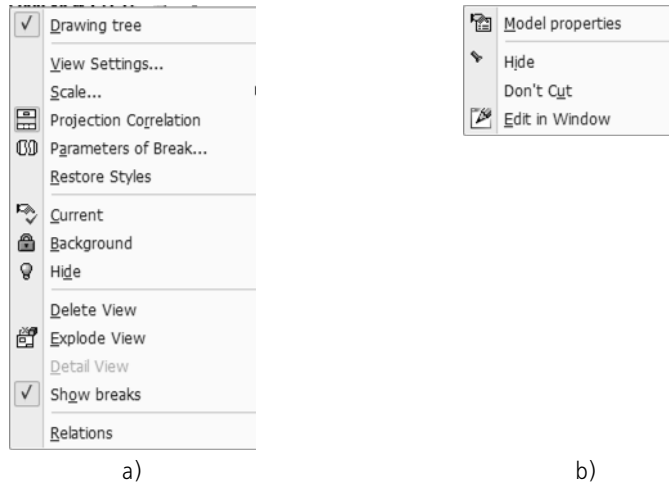 Drawing tree
View Settings...
Scale...
Projection Correlation
Parameters of Break...
Restore Styles
Current
Background
Hide
Delete View
Explode View
Detail View
Show breaks
Relations
a)
Model properties
Hide
Don't Cut
Edit in Window
b)